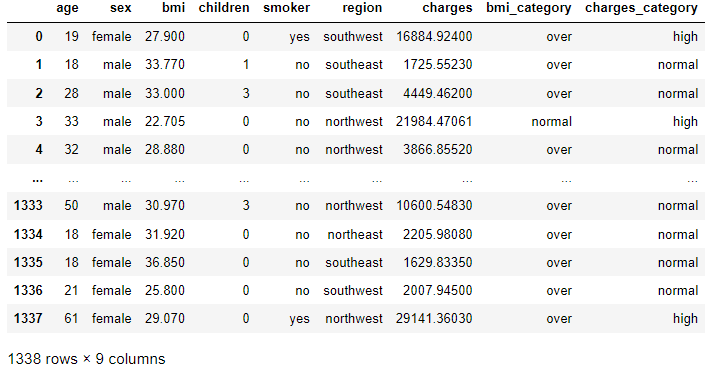 age sex bmi children smoker region charges bmi_category charges_category
0 19 female 27.900 0 yes southwest 16884.92400 over high
1 18 male 33.770 1 no southeast 1725.55230 over normal
2 28 male 33.000 3 no southeast 4449.46200 over normal
3 33 male 22.705 0 no northwest 21984.47061 normal high
4 32 male 28.880 0 no northwest 3866.85520 over normal
... ... ... ... ... ... ... ... ... ...
1333 50 male 30.970 3 no northwest 10600.54830 over normal
1334 18 female 31.920 0 no northeast 2205.98080 over normal
1335 18 female 36.850 0 no southeast 1629.83350 over normal
1336 21 female 25.800 0 no southwest 2007.94500 over normal
1337 61 female 29.070 0 yes northwest 29141.36030 over high
1338 rows × 9 columns